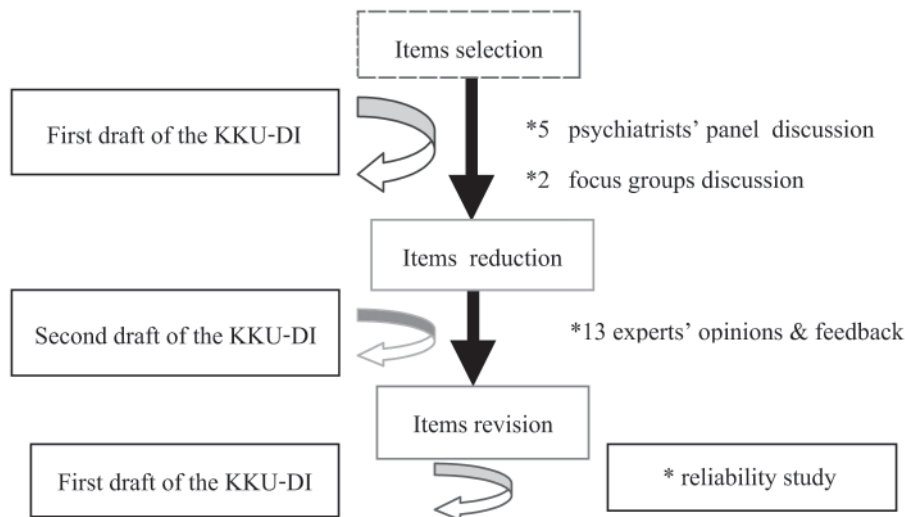 Items selection
First draft of the KKU-DI
*5 psychiatrists' panel discussion
*2 focus groups discussion
Items reduction
Second draft of the KKU-DI
*13 experts' opinions & feedback
Items revision
First draft of the KKU-DI
* reliability study